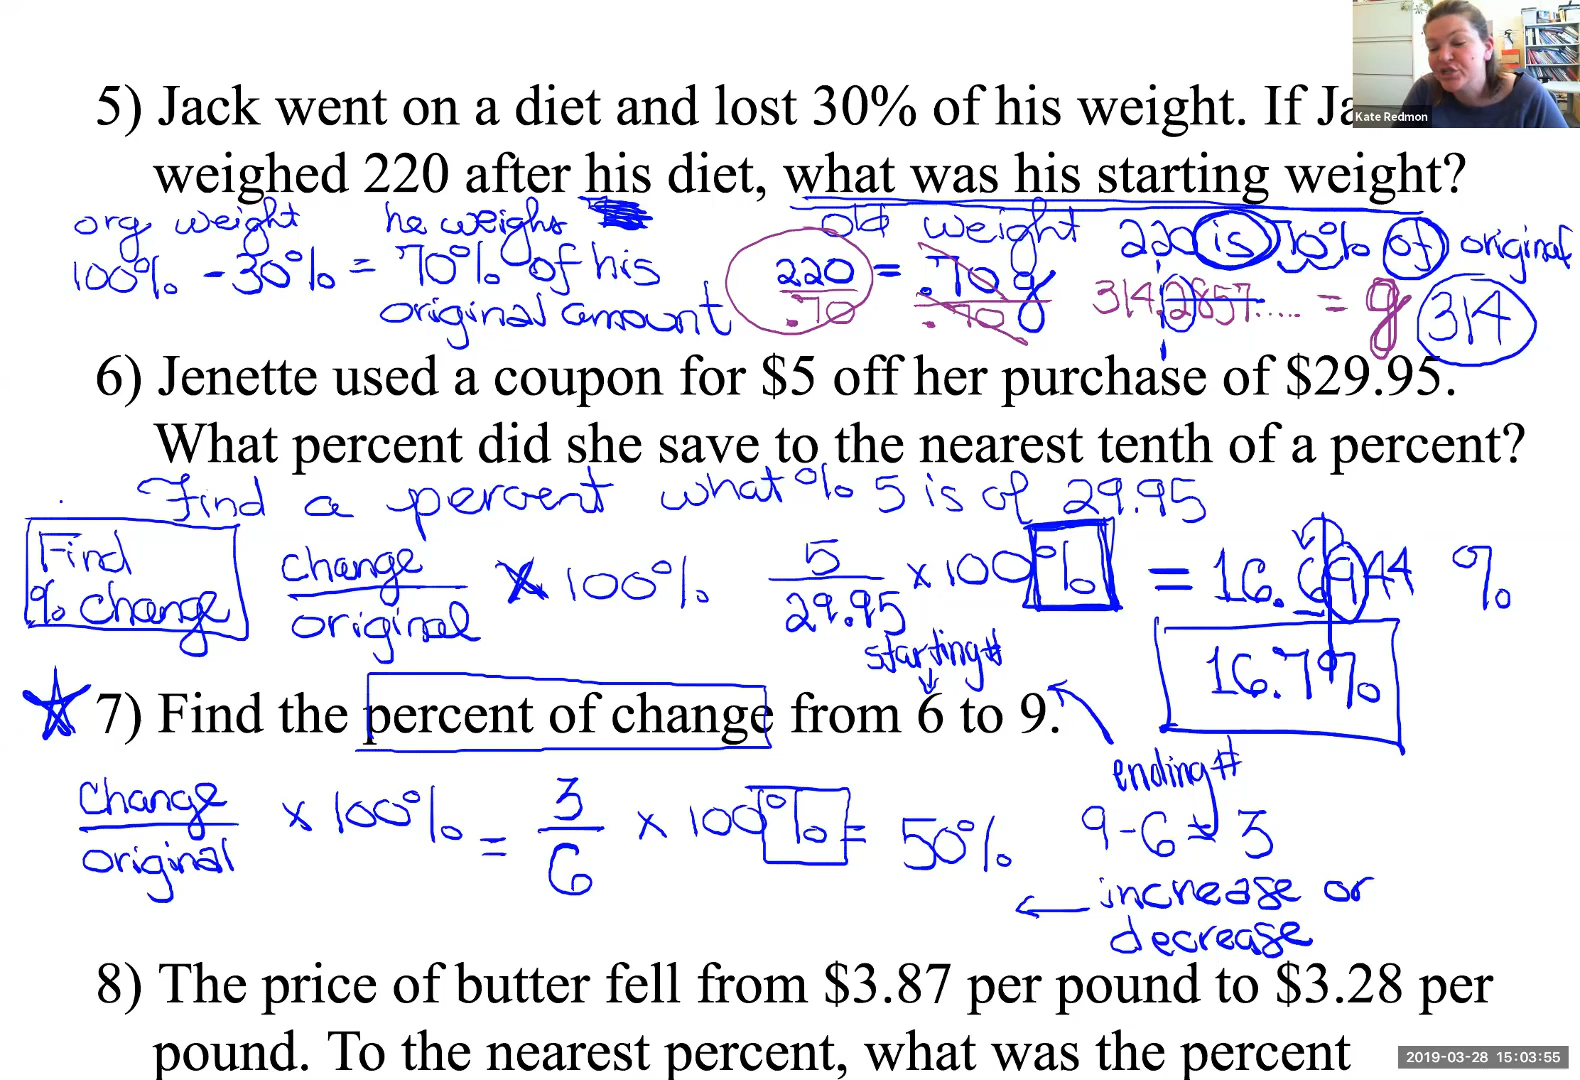 5) Jack went on a diet and lost 30% of his weight. If Ja
Kate Redmon
weighed 220 after his diet, what was his starting weight?
org weight he weighs old weight 220 is 70% of original
100% - 30% = 70% of his
original amount
220/.70 = .70g/.70 314.2857..... = g 314
6) Jenette used a coupon for $5 off her purchase of $29.95.
What percent did she save to the nearest tenth of a percent?
Find a percent what % 5 is of 29.95
Find % change
change/original x 100% 5/29.95 x 100% = 16.6944 %
starting #
16.7%
7) Find the percent of change from 6 to 9.
ending #
change/original x 100% = 3/6 x 100% = 50% 9-6 = 3
← increase or
decrease
8) The price of butter fell from $3.87 per pound to $3.28 per
pound. To the nearest percent, what was the percent
2019-03-28 15:03:55